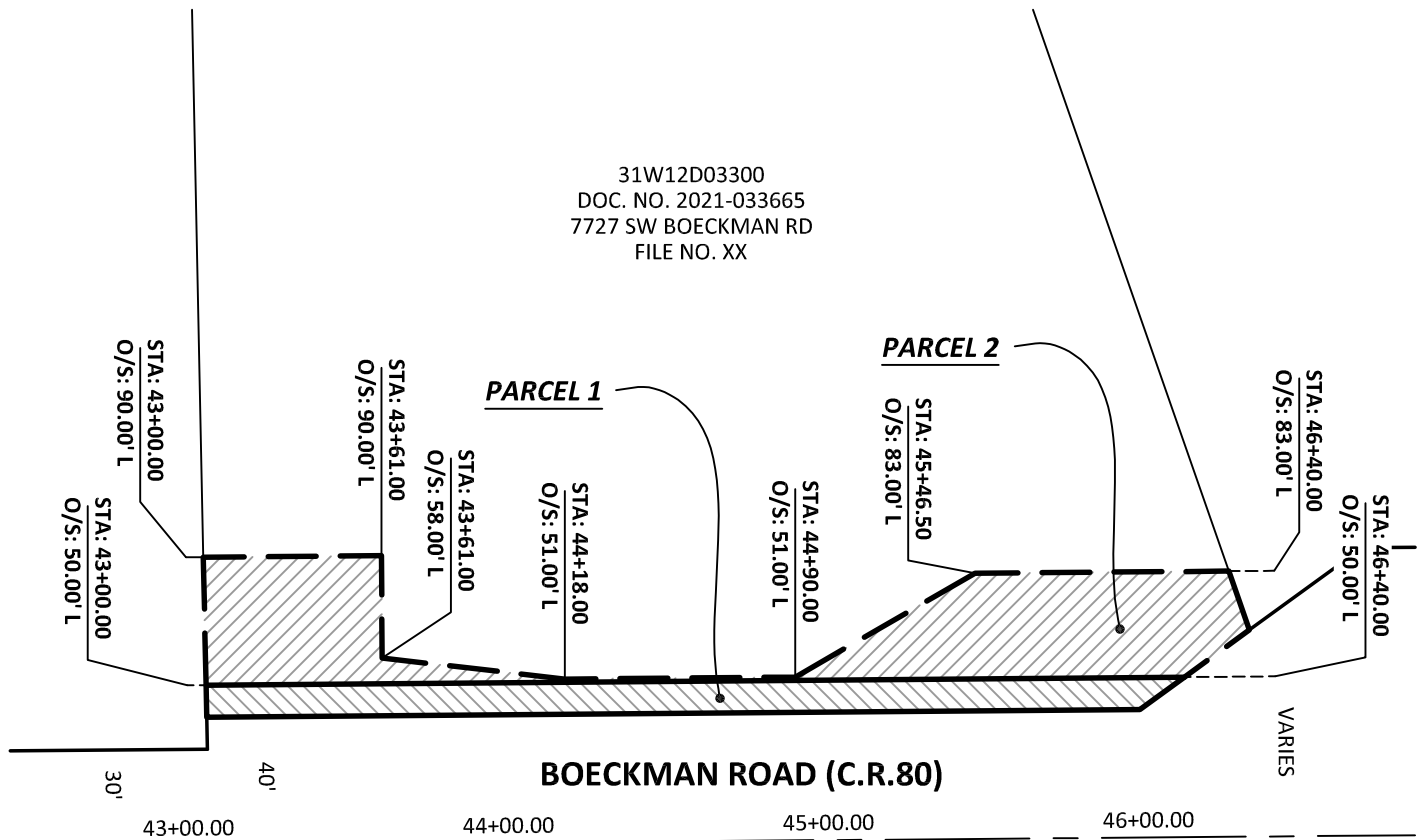 31W12D03300
DOC. NO. 2021-033665
7727 SW BOECKMAN RD
FILE NO. XX
STA: 43+00.00
O/S: 90.00' L
STA: 43+00.00
O/S: 50.00' L
STA: 43+61.00
O/S: 90.00' L
STA: 43+61.00
O/S: 58.00' L
PARCEL 1
STA: 44+18.00
O/S: 51.00' L
STA: 44+90.00
O/S: 51.00' L
PARCEL 2
STA: 45+46.50
O/S: 83.00' L
STA: 46+40.00
O/S: 83.00' L
STA: 46+40.00
O/S: 50.00' L
30'
40'
BOECKMAN ROAD (C.R.80)
VARIES
43+00.00
44+00.00
45+00.00
46+00.00